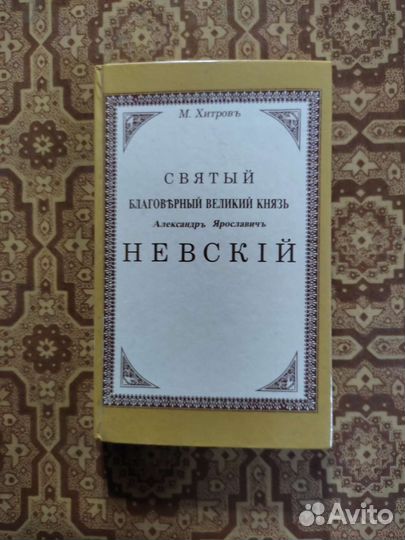 М. Хитровъ
СВЯТЫЙ
БЛАГОВѢРНЫЙ ВЕЛИКИЙ КНЯЗЬ
Александръ Ярославичъ
НЕВСКІЙ
Avito